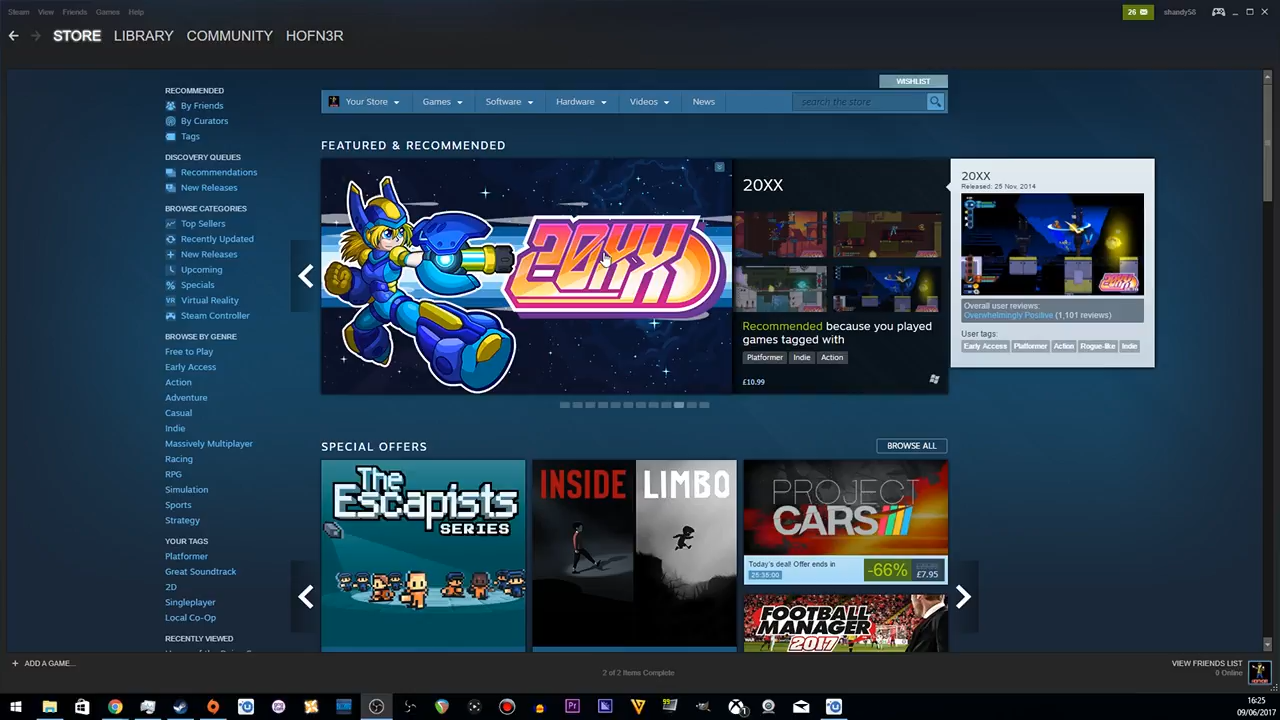 Steam View Friends Games Help
26
shandy58
STORE LIBRARY COMMUNITY HOFN3R
RECOMMENDED
By Friends
By Curators
Tags
DISCOVERY QUEUES
Recommendations
New Releases
BROWSE CATEGORIES
Top Sellers
Recently Updated
New Releases
Upcoming
Specials
VR Virtual Reality
Steam Controller
BROWSE BY GENRE
Free to Play
Early Access
Action
Adventure
Casual
Indie
Massively Multiplayer
Racing
RPG
Simulation
Sports
Strategy
YOUR TAGS
Platformer
Great Soundtrack
2D
Singleplayer
Local Co-Op
RECENTLY VIEWED
WISHLIST
Your Store Games Software Hardware Videos News
search the store
FEATURED & RECOMMENDED
20XX
20XX
Recommended because you played
games tagged with
Platformer Indie Action
£10.99
20XX
Released: 25 Nov, 2014
20XX
Overall user reviews:
Overwhelmingly Positive (1,101 reviews)
User tags:
Early Access Platformer Action Rogue-like Indie
SPECIAL OFFERS
BROWSE ALL
The
Escapists
SERIES
INSIDE LIMBO
PROJECT
CARS
Today's deal! Offer ends in
-66%
£7.95
FOOTBALL
MANAGER
2017
+ ADD A GAME...
2 of 2 Items Complete
VIEW FRIENDS LIST
0 Online
16:25
09/06/2017